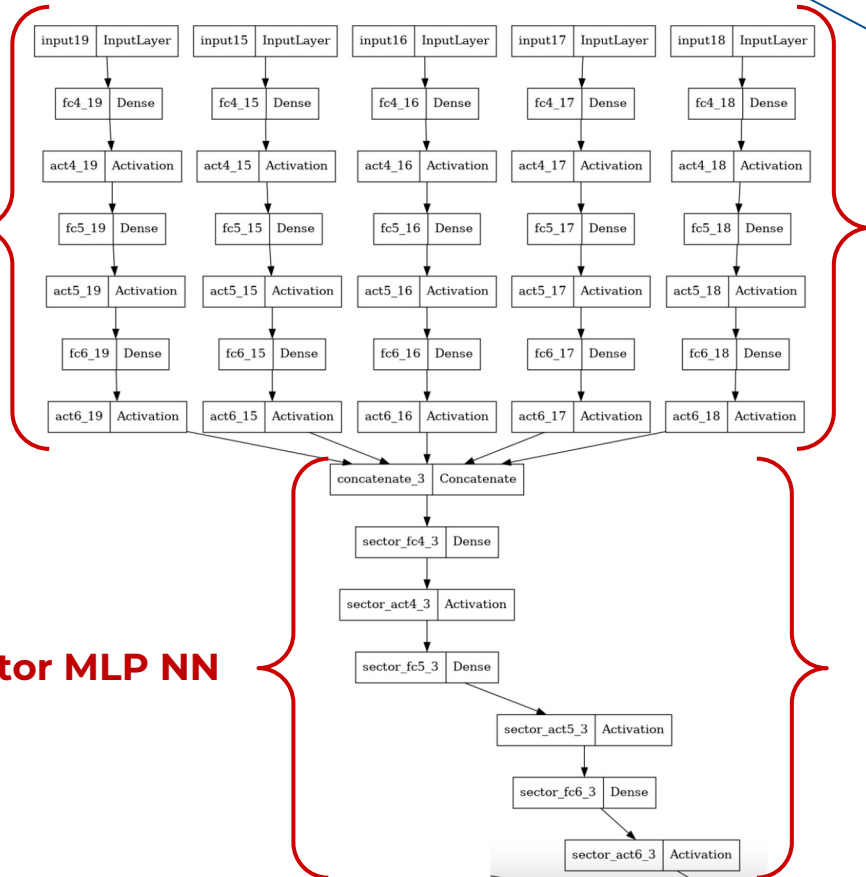 input19 InputLayer input15 InputLayer input16 InputLayer input17 InputLayer input18 InputLayer
fc4_19 Dense fc4_15 Dense fc4_16 Dense fc4_17 Dense fc4_18 Dense
act4_19 Activation act4_15 Activation act4_16 Activation act4_17 Activation act4_18 Activation
fc5_19 Dense fc5_15 Dense fc5_16 Dense fc5_17 Dense fc5_18 Dense
act5_19 Activation act5_15 Activation act5_16 Activation act5_17 Activation act5_18 Activation
fc6_19 Dense fc6_15 Dense fc6_16 Dense fc6_17 Dense fc6_18 Dense
act6_19 Activation act6_15 Activation act6_16 Activation act6_17 Activation act6_18 Activation
concatenate_3 Concatenate
sector_fc4_3 Dense
sector_act4_3 Activation
tor MLP NN
sector_fc5_3 Dense
sector_act5_3 Activation
sector_fc6_3 Dense
sector_act6_3 Activation